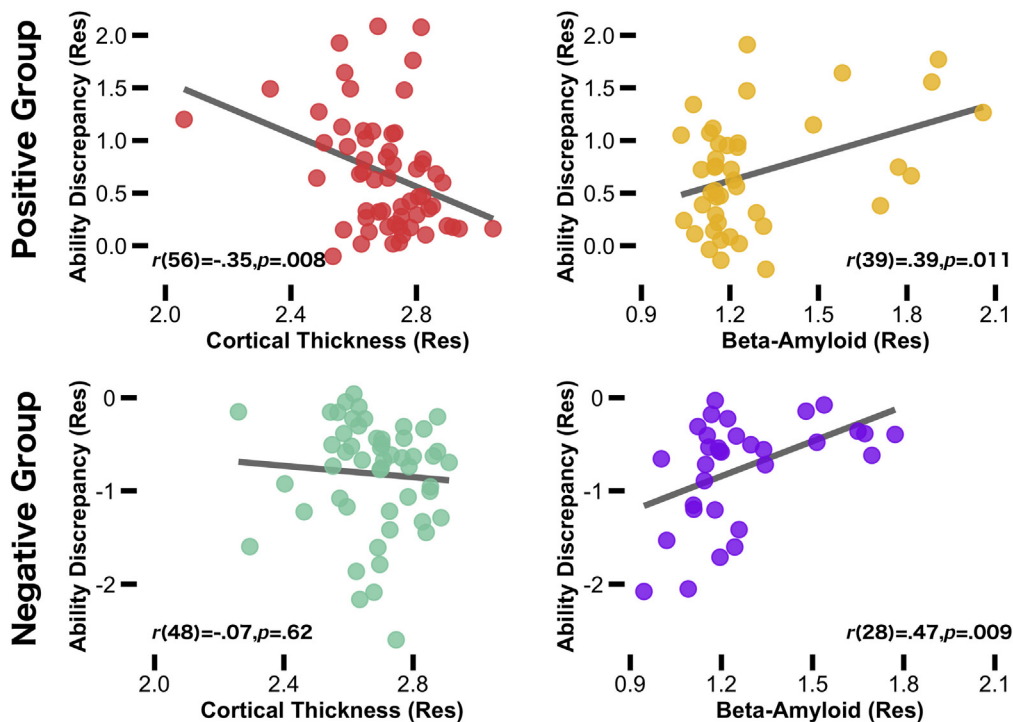 Positive Group
Ability Discrepancy (Res)
2.0
1.5
1.0
0.5
0.0
r(56)=-.35,p=.008
2.0 2.4 2.8
Cortical Thickness (Res)
Ability Discrepancy (Res)
2.0
1.5
1.0
0.5
0.0
r(39)=.39,p=.011
0.9 1.2 1.5 1.8 2.1
Beta-Amyloid (Res)
Negative Group
Ability Discrepancy (Res)
0
-1
-2
r(48)=-.07,p=.62
2.0 2.4 2.8
Cortical Thickness (Res)
Ability Discrepancy (Res)
0
-1
-2
r(28)=.47,p=.009
0.9 1.2 1.5 1.8 2.1
Beta-Amyloid (Res)